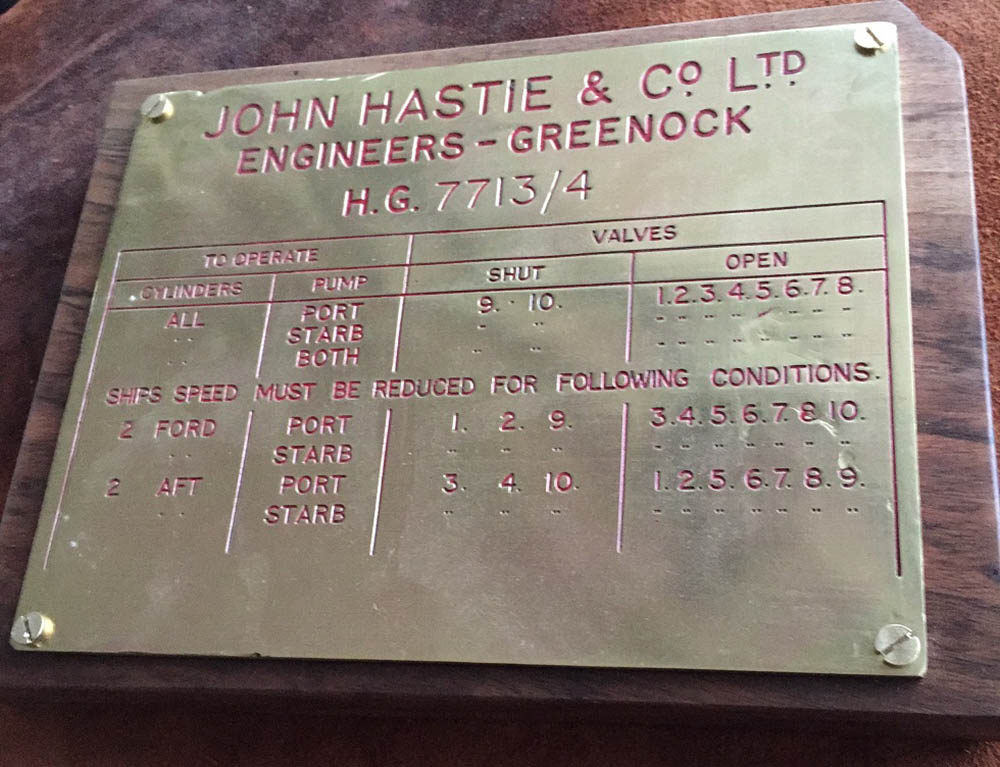 JOHN HASTIE & Co LTD
ENGINEERS - GREENOCK
H.G. 7713/4
TO OPERATE VALVES
CYLINDERS PUMP SHUT OPEN
ALL PORT 9. 10. 1.2.3.4.5.6.7.8.
" " STARB " " " " " " " " " "
" " BOTH " " " " " " " " " "
SHIPS SPEED MUST BE REDUCED FOR FOLLOWING CONDITIONS.
2 FORD PORT 1. 2. 9. 3.4.5.6.7.8 10.
" " STARB " " " " " " " " " "
2 AFT PORT 3. 4. 10. 1.2.5.6.7.8.9.
" " STARB " " " " " " " " " "